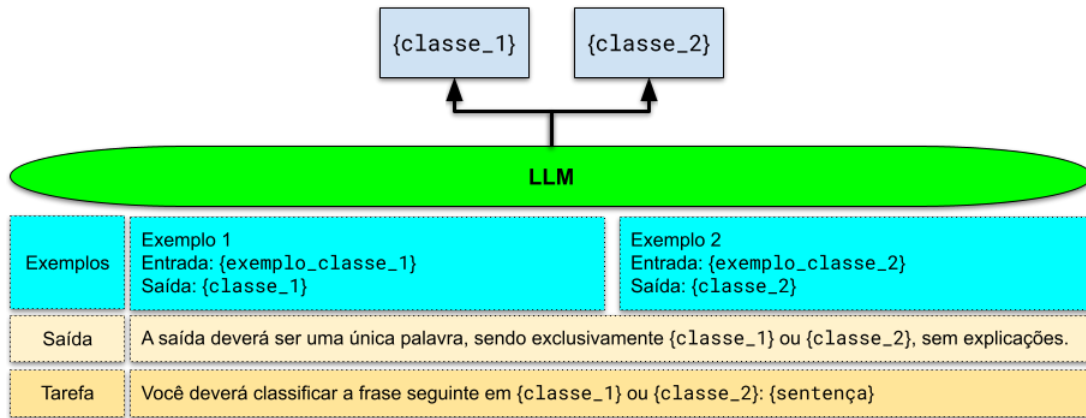 {classe_1} {classe_2}
LLM
Exemplos
Exemplo 1
Entrada: {exemplo_classe_1}
Saída: {classe_1}
Exemplo 2
Entrada: {exemplo_classe_2}
Saída: {classe_2}
Saída
A saída deverá ser uma única palavra, sendo exclusivamente {classe_1} ou {classe_2}, sem explicações.
Tarefa
Você deverá classificar a frase seguinte em {classe_1} ou {classe_2}: {sentença}